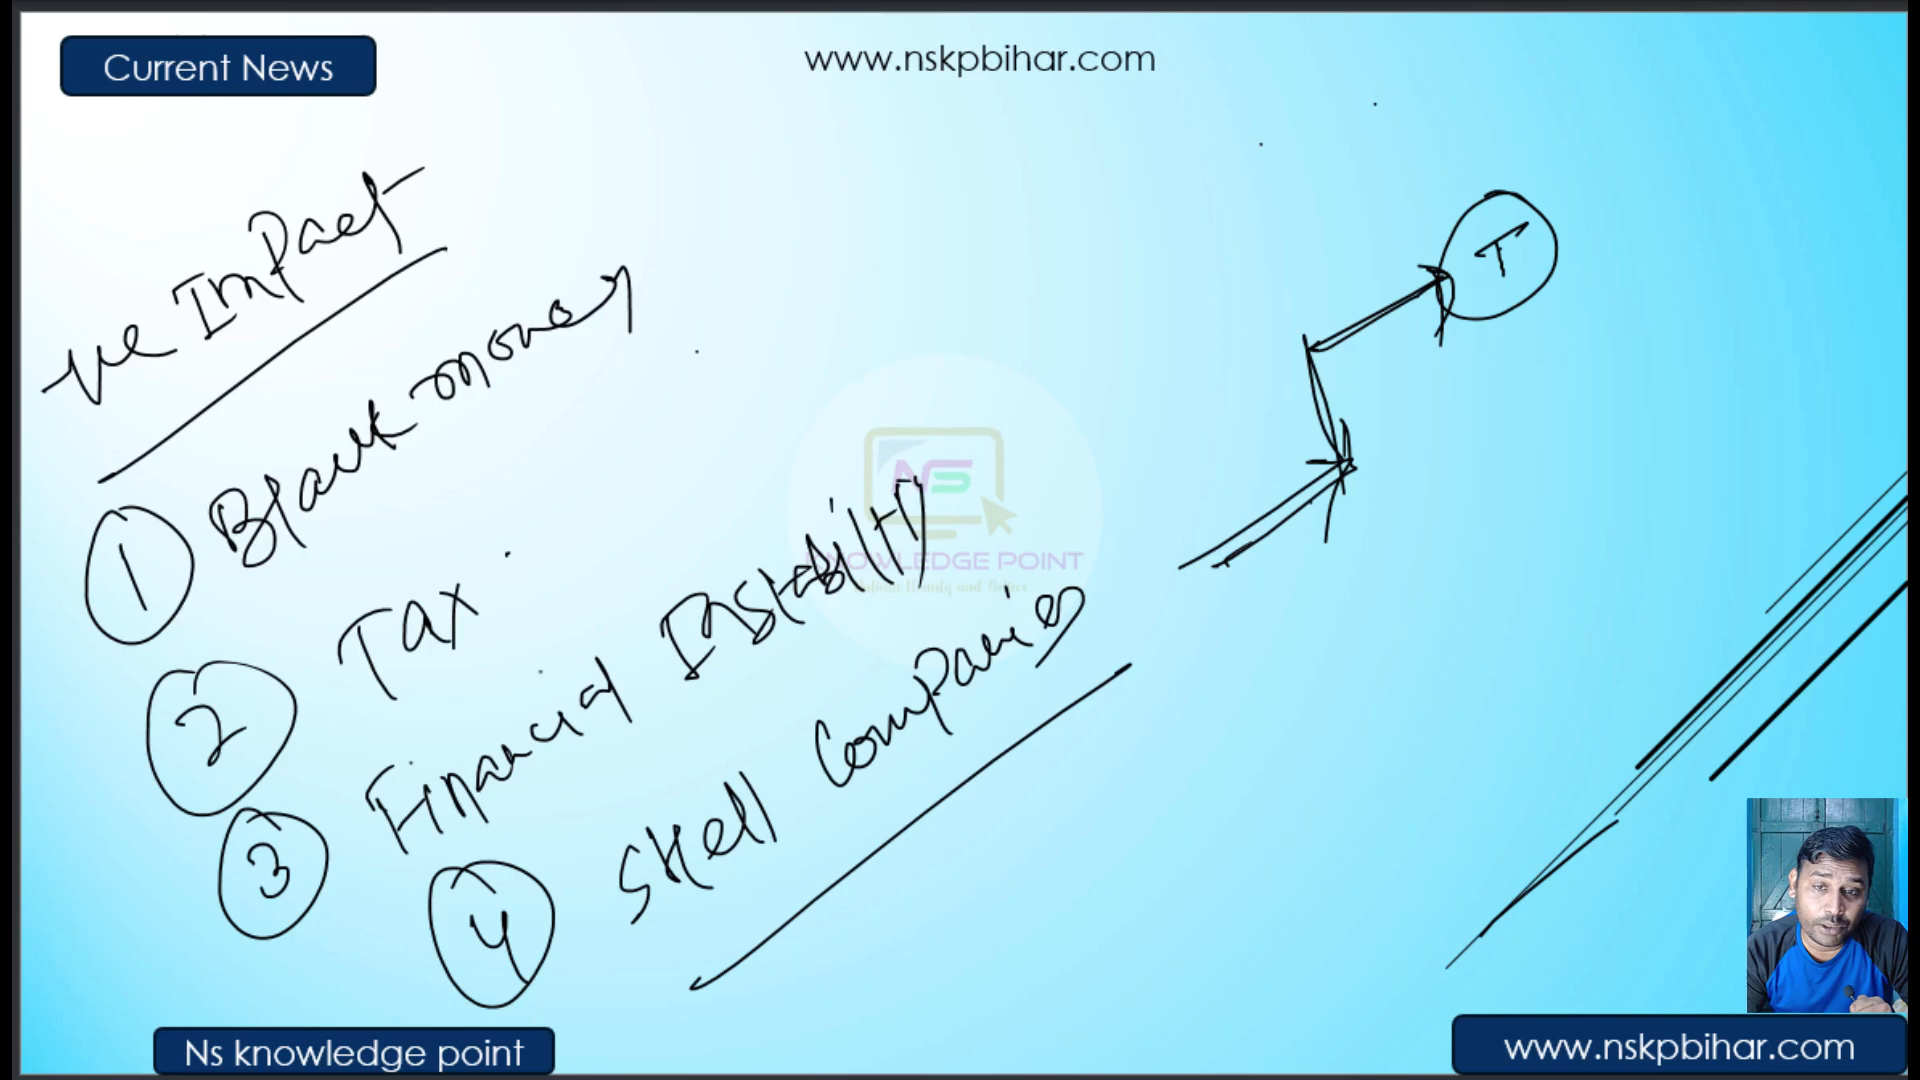 Current News
www.nskpbihar.com
-ve Impact
1 Black money
2 Tax
3 Financial Instability
4 Shell Companies
T
NS
KNOWLEDGE POINT
Ns knowledge point
www.nskpbihar.com